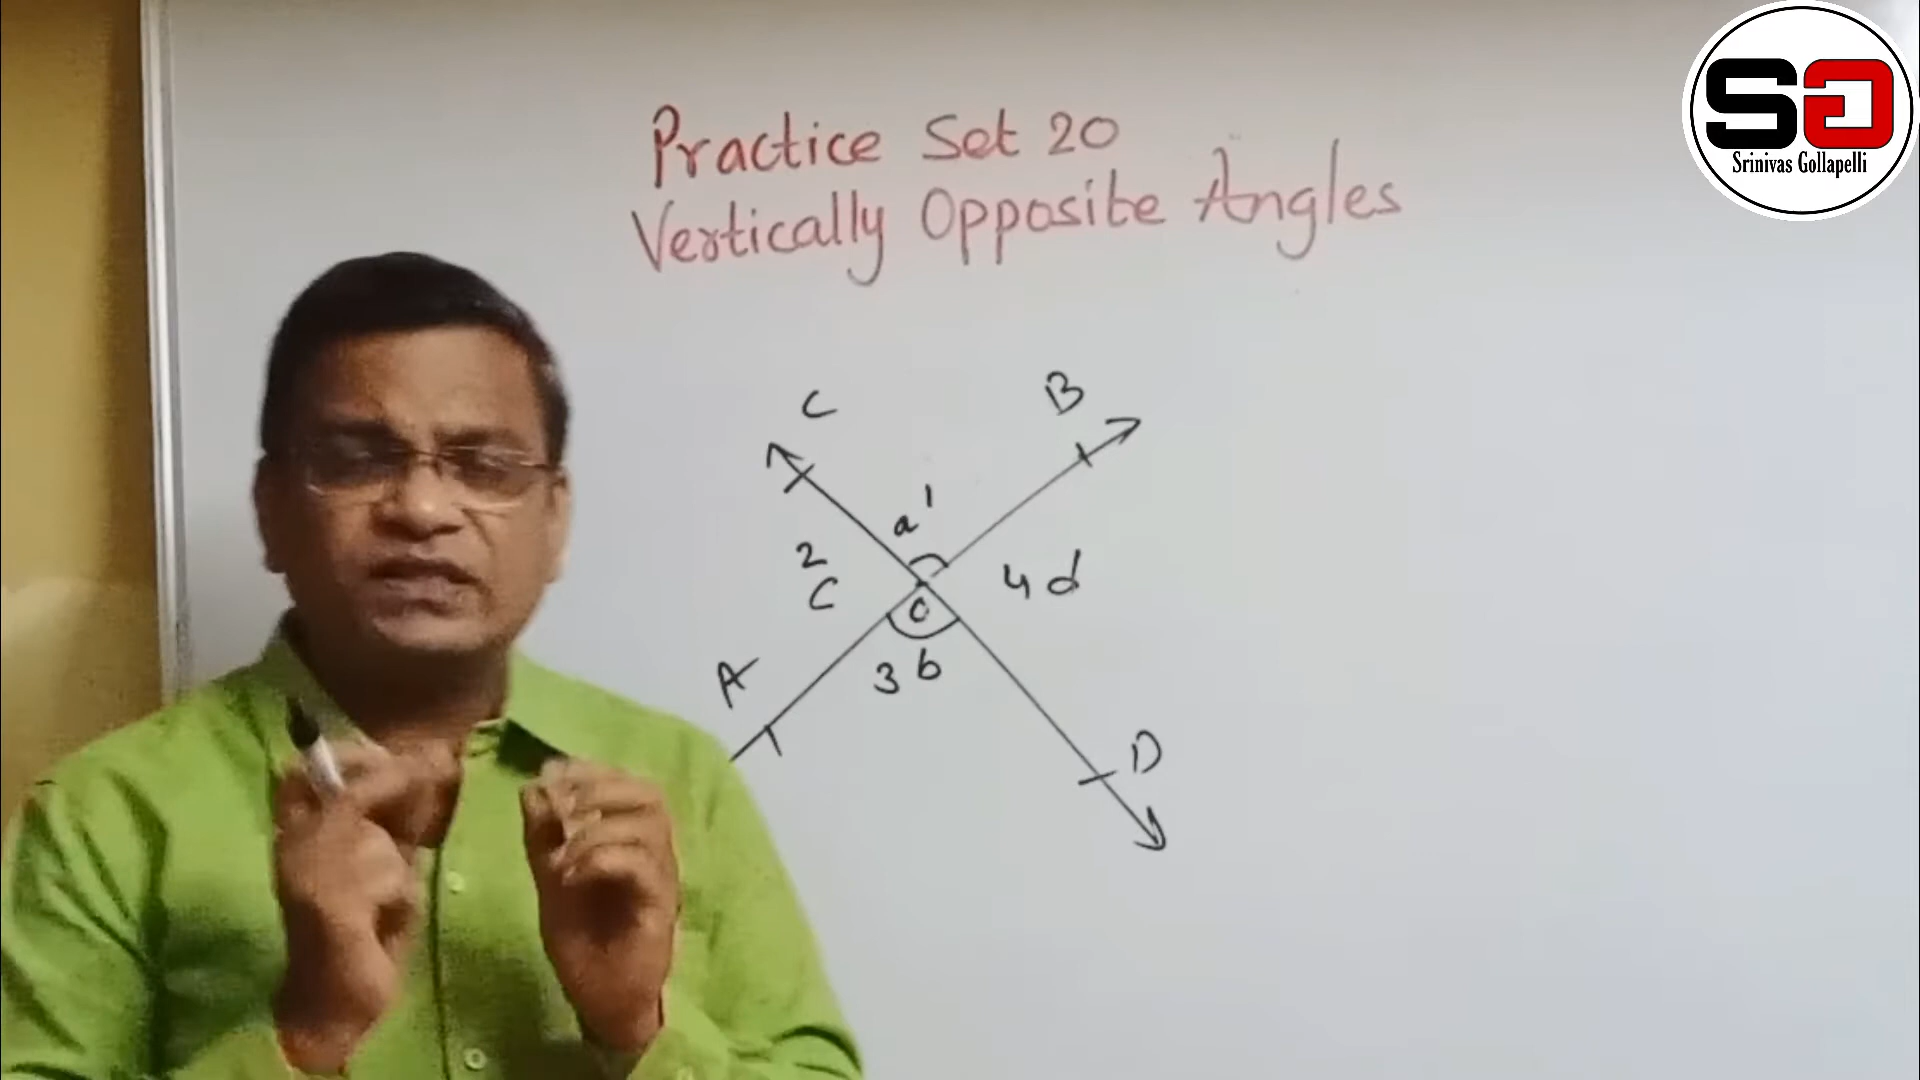 SG
Srinivas Gollapelli
Practice Set 20
Vertically Opposite Angles
C
B
a 1
2
C
4 d
O
3 b
A
D